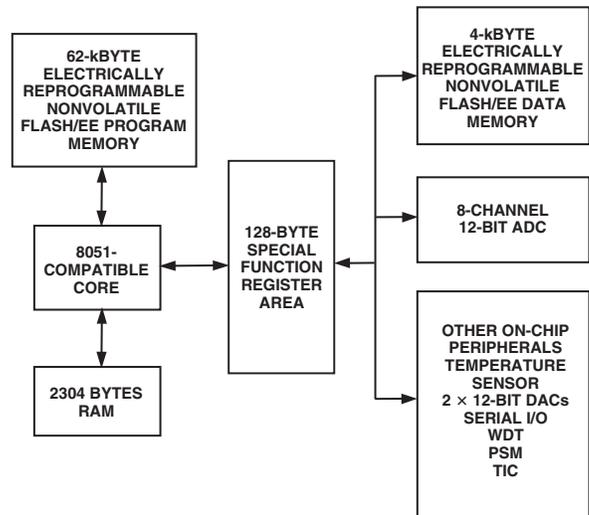 62-kBYTE
ELECTRICALLY
REPROGRAMMABLE
NONVOLATILE
FLASH/EE PROGRAM
MEMORY
8051-
COMPATIBLE
CORE
2304 BYTES
RAM
128-BYTE
SPECIAL
FUNCTION
REGISTER
AREA
4-kBYTE
ELECTRICALLY
REPROGRAMMABLE
NONVOLATILE
FLASH/EE DATA
MEMORY
8-CHANNEL
12-BIT ADC
OTHER ON-CHIP
PERIPHERALS
TEMPERATURE
SENSOR
2 × 12-BIT DACs
SERIAL I/O
WDT
PSM
TIC